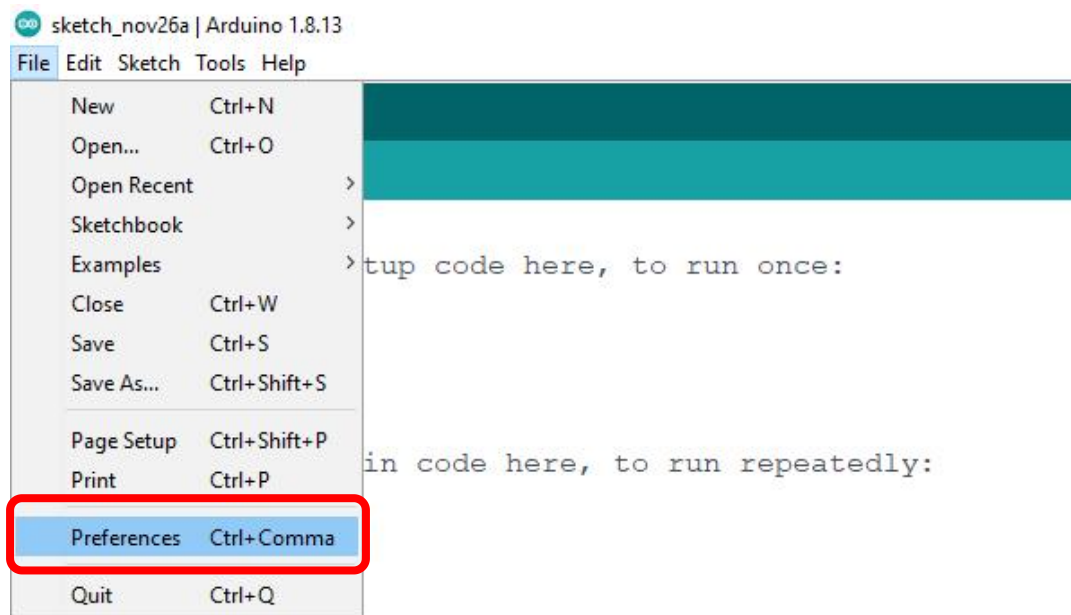 sketch_nov26a | Arduino 1.8.13
File Edit Sketch Tools Help
New Ctrl+N
Open... Ctrl+O
Open Recent >
Sketchbook >
Examples >
tup code here, to run once:
Close Ctrl+W
Save Ctrl+S
Save As... Ctrl+Shift+S
Page Setup Ctrl+Shift+P
in code here, to run repeatedly:
Print Ctrl+P
Preferences Ctrl+Comma
Quit Ctrl+Q